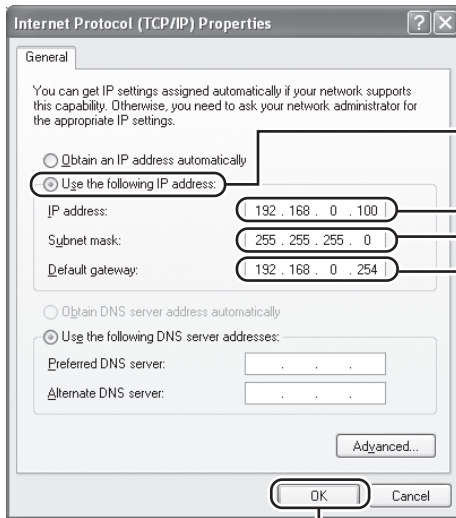 Internet Protocol (TCP/IP) Properties
General
You can get IP settings assigned automatically if your network supports
this capability. Otherwise, you need to ask your network administrator for
the appropriate IP settings.
Obtain an IP address automatically
Use the following IP address:
IP address: 192 . 168 . 0 . 100
Subnet mask: 255 . 255 . 255 . 0
Default gateway: 192 . 168 . 0 . 254
Obtain DNS server address automatically
Use the following DNS server addresses:
Preferred DNS server: . . .
Alternate DNS server: . . .
Advanced...
OK Cancel